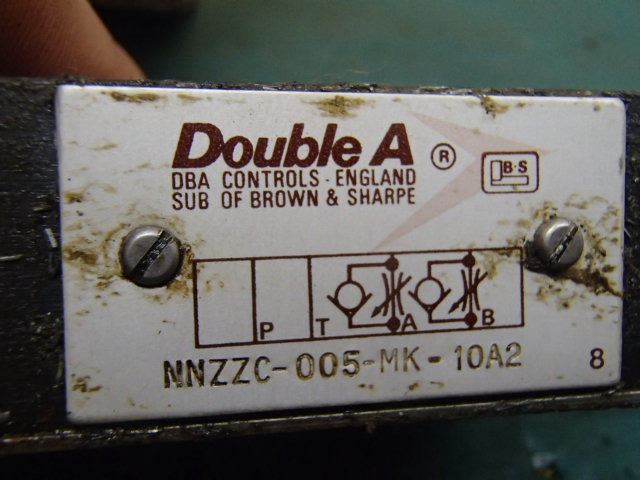 Double A ®
DBA CONTROLS - ENGLAND
SUB OF BROWN & SHARPE
B·S
P T A B
NNZZC-005-MK-10A2
8